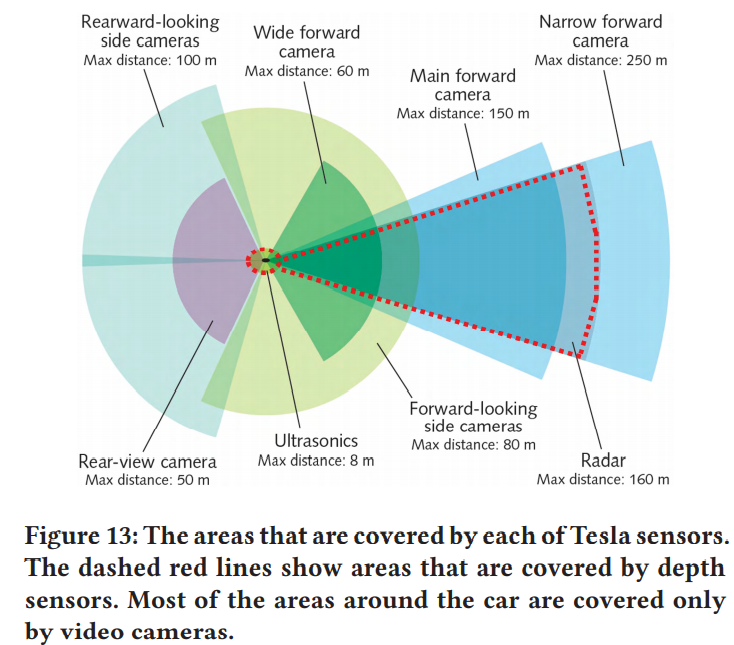 Rearward-looking
side cameras
Max distance: 100 m
Wide forward
camera
Max distance: 60 m
Main forward
camera
Max distance: 150 m
Narrow forward
camera
Max distance: 250 m
Rear-view camera
Max distance: 50 m
Ultrasonics
Max distance: 8 m
Forward-looking
side cameras
Max distance: 80 m
Radar
Max distance: 160 m
Figure 13: The areas that are covered by each of Tesla sensors.
The dashed red lines show areas that are covered by depth
sensors. Most of the areas around the car are covered only
by video cameras.